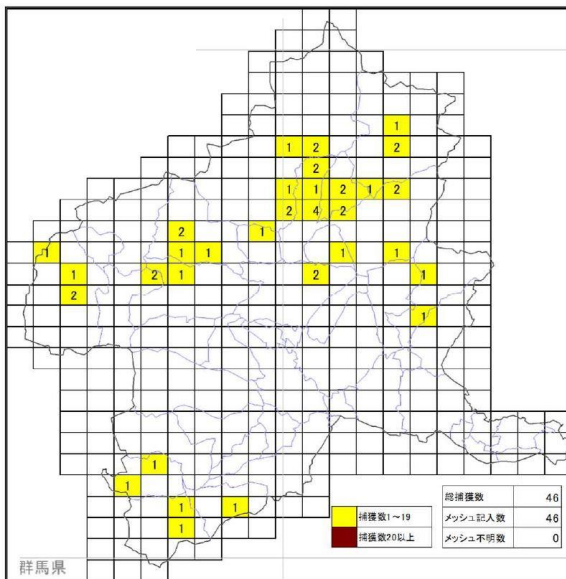 1
1 2 2
2
1 1 2 1 2
2 4 2
2 1
1 1 1 1 1
1 2 1 2 1
2
1
1
1
1 1
1
捕獲数1～19
捕獲数20以上
総捕獲数 46
メッシュ記入数 46
メッシュ不明数 0
群馬県